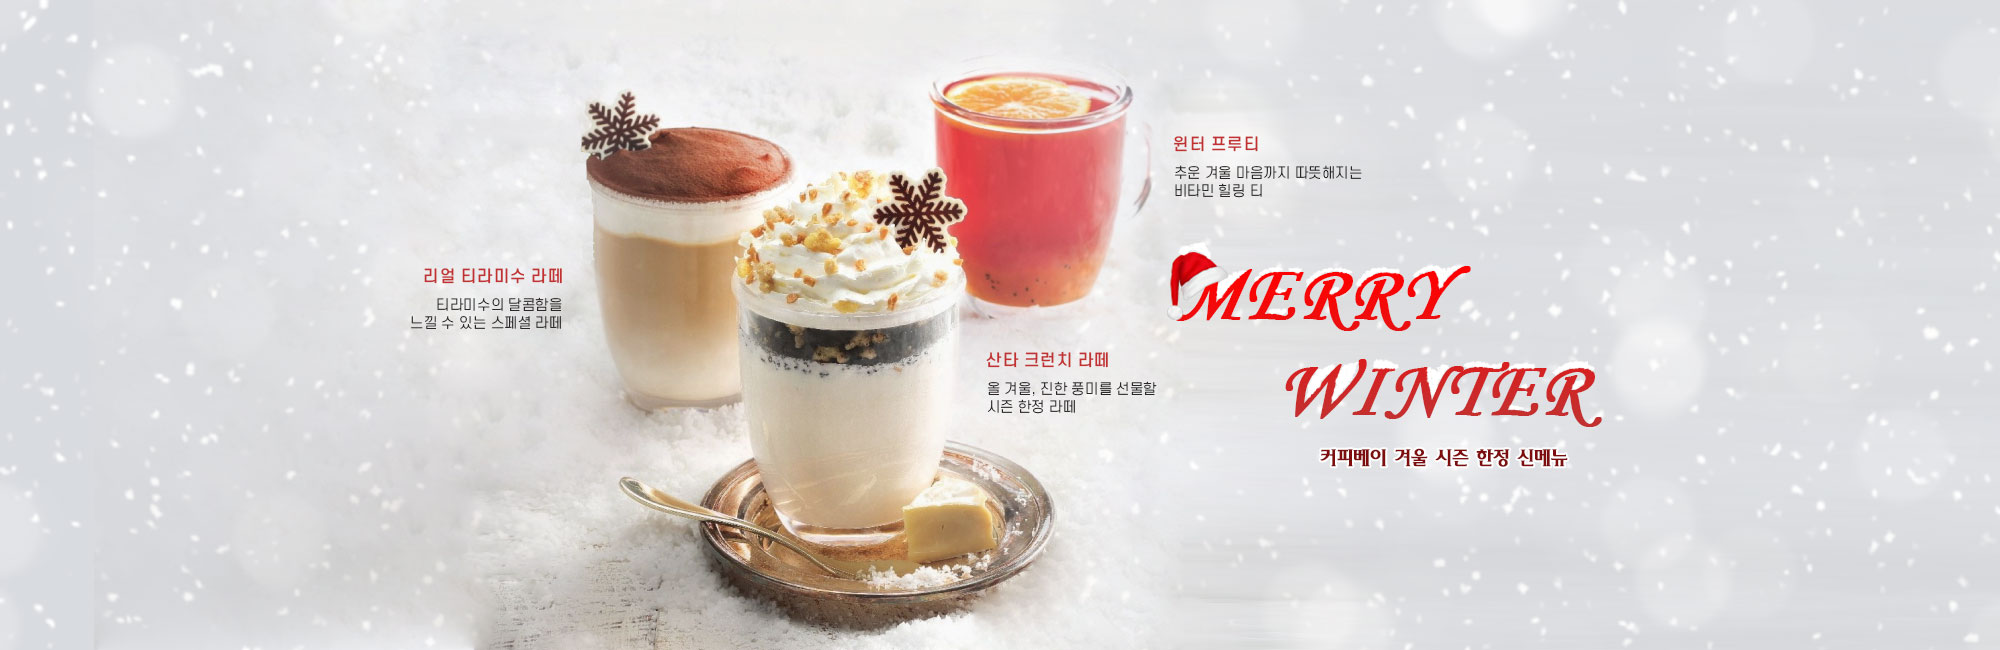 윈터 프루티
추운 겨울 마음까지 따뜻해지는
비타민 힐링 티
리얼 티라미수 라떼
티라미수의 달콤함을
느낄 수 있는 스페셜 라떼
산타 크런치 라떼
올 겨울, 진한 풍미를 선물할
시즌 한정 라떼
MERRY
WINTER
커피베이 겨울 시즌 한정 신메뉴